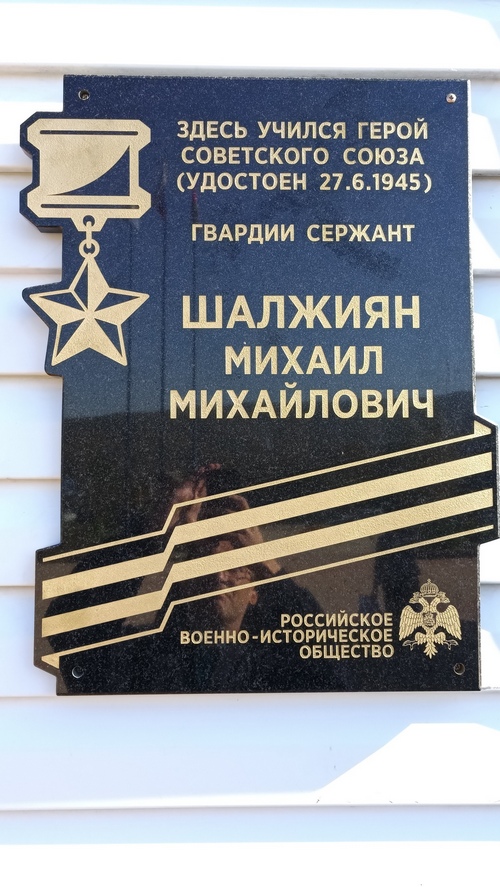 ЗДЕСЬ УЧИЛСЯ ГЕРОЙ
СОВЕТСКОГО СОЮЗА
(УДОСТОЕН 27.6.1945)
ГВАРДИИ СЕРЖАНТ
ШАЛЖИЯН
МИХАИЛ
МИХАЙЛОВИЧ
РОССИЙСКОЕ
ВОЕННО-ИСТОРИЧЕСКОЕ
ОБЩЕСТВО